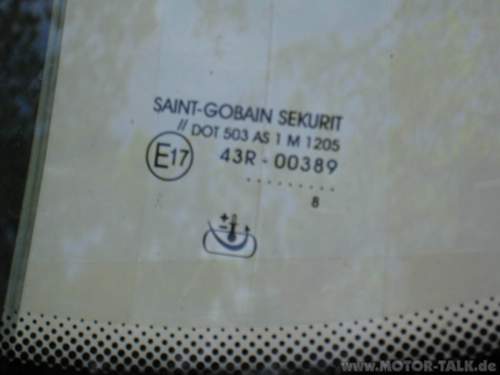 SAINT-GOBAIN SEKURIT
// DOT 503 AS 1 M 1205
E17 43R - 00389
.........
8
www.MOTOR-TALK.de